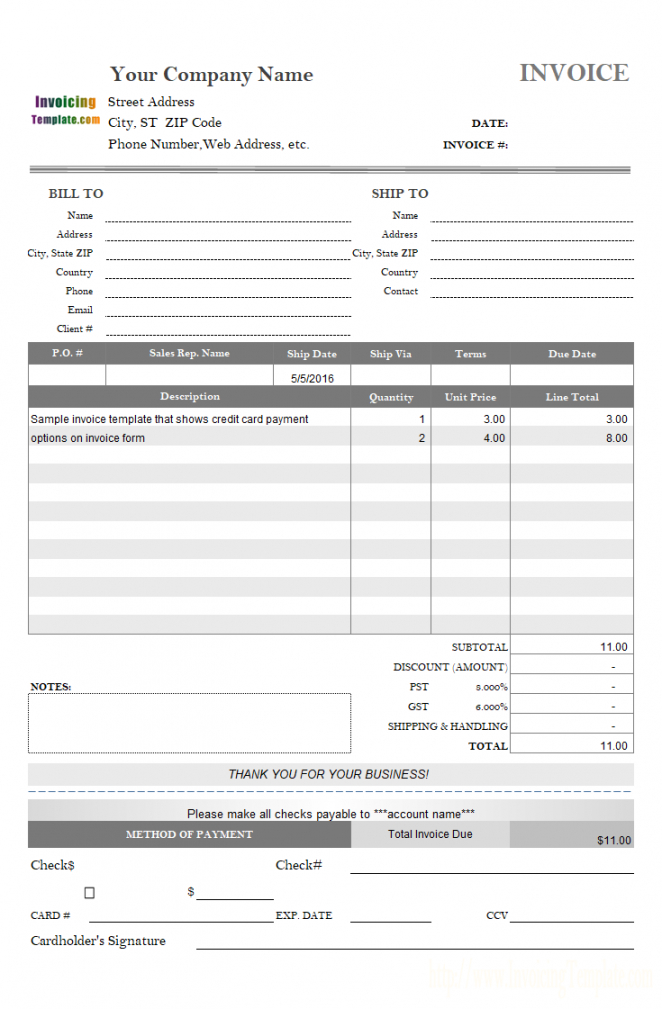 Your Company Name
INVOICE
Invoicing
Template.com
Street Address
City, ST  ZIP Code
DATE:
Phone Number,Web Address, etc.
INVOICE #:
BILL TO
SHIP TO
Name
Name
Address
Address
City, State ZIP
City, State ZIP
Country
Country
Phone
Contact
Email
Client #
P.O. # Sales Rep. Name Ship Date Ship Via Terms Due Date
5/5/2016
Description Quantity Unit Price Line Total
Sample invoice template that shows credit card payment 1 3.00 3.00
options on invoice form 2 4.00 8.00
SUBTOTAL 11.00
DISCOUNT (AMOUNT) -
NOTES:
PST 5.000% -
GST 6.000% -
SHIPPING & HANDLING -
TOTAL 11.00
THANK YOU FOR YOUR BUSINESS!
Please make all checks payable to ***account name***
METHOD OF PAYMENT Total Invoice Due $11.00
Check$ Check#
$
CARD # EXP. DATE CCV
Cardholder's Signature
http://www.InvoicingTemplate.com